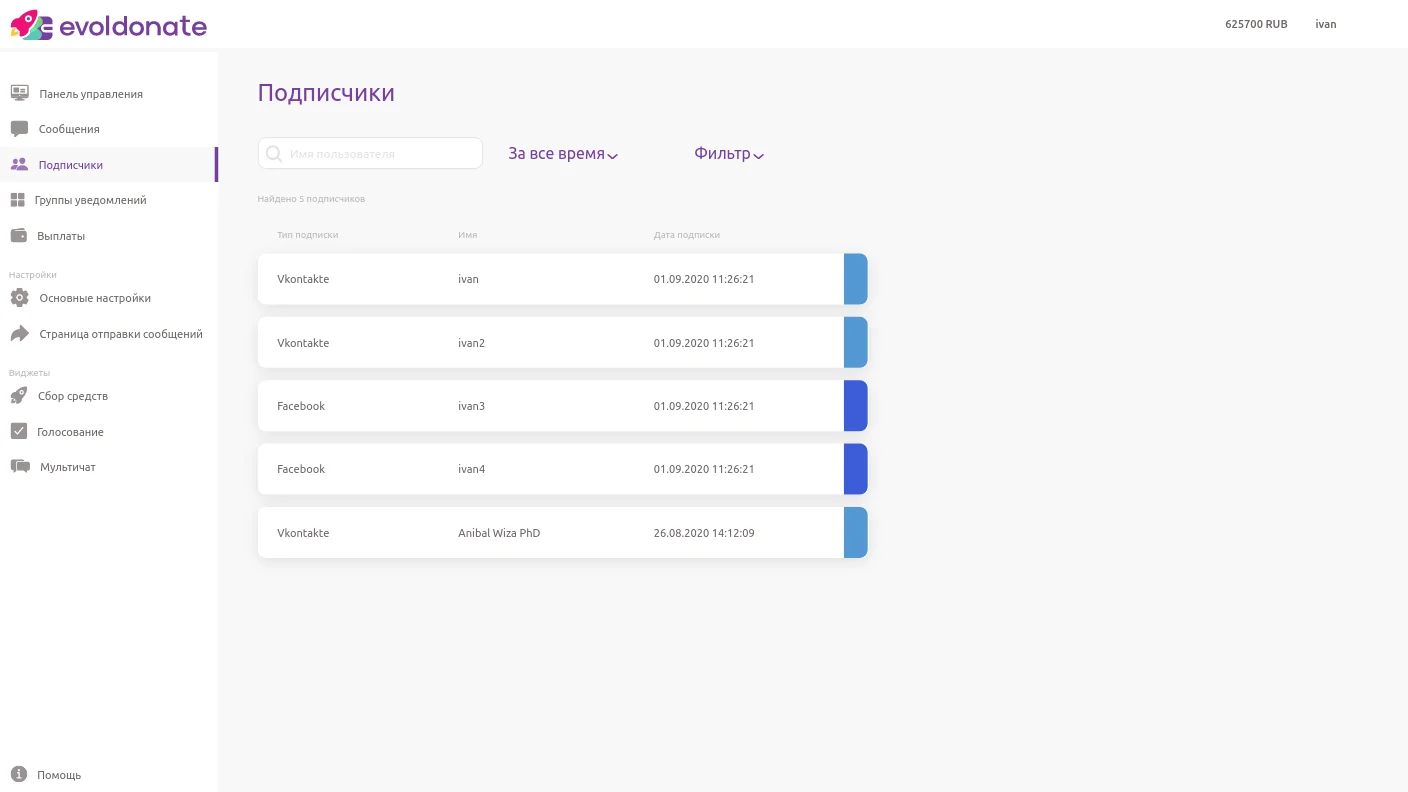 evoldonate
625700 RUB
ivan
Панель управления
Сообщения
Подписчики
Группы уведомлений
Выплаты
Настройки
Основные настройки
Страница отправки сообщений
Виджеты
Сбор средств
Голосование
Мультичат
Помощь
Подписчики
Имя пользователя
За все время
Фильтр
Найдено 5 подписчиков
Тип подписки Имя Дата подписки
Vkontakte ivan 01.09.2020 11:26:21
Vkontakte ivan2 01.09.2020 11:26:21
Facebook ivan3 01.09.2020 11:26:21
Facebook ivan4 01.09.2020 11:26:21
Vkontakte Anibal Wiza PhD 26.08.2020 14:12:09